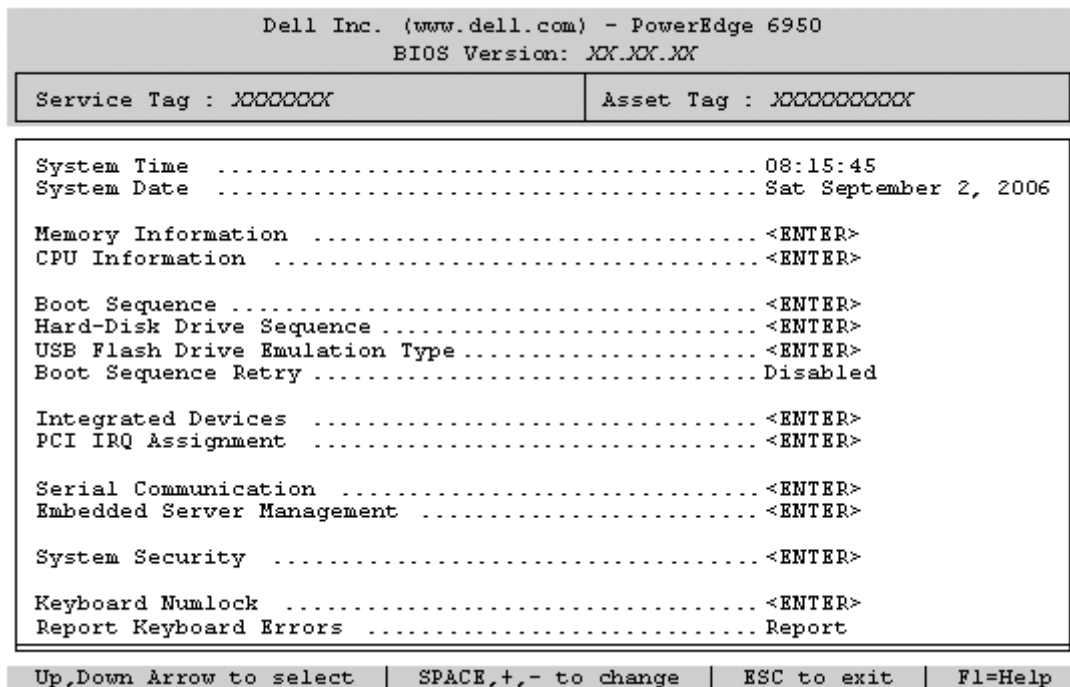 Dell Inc. (www.dell.com) - PowerEdge 6950
BIOS Version: XX.XX.XX
Service Tag : XXXXXXX Asset Tag : XXXXXXXXXX
System Time ....................................... 08:15:45
System Date ....................................... Sat September 2, 2006
Memory Information ................................ <ENTER>
CPU Information ................................... <ENTER>
Boot Sequence ...................................... <ENTER>
Hard-Disk Drive Sequence ........................... <ENTER>
USB Flash Drive Emulation Type ..................... <ENTER>
Boot Sequence Retry ................................ Disabled
Integrated Devices ................................ <ENTER>
PCI IRQ Assignment ................................ <ENTER>
Serial Communication .............................. <ENTER>
Embedded Server Management ........................ <ENTER>
System Security ................................... <ENTER>
Keyboard Numlock .................................. <ENTER>
Report Keyboard Errors ............................ Report
Up,Down Arrow to select | SPACE,+,- to change | ESC to exit | F1=Help